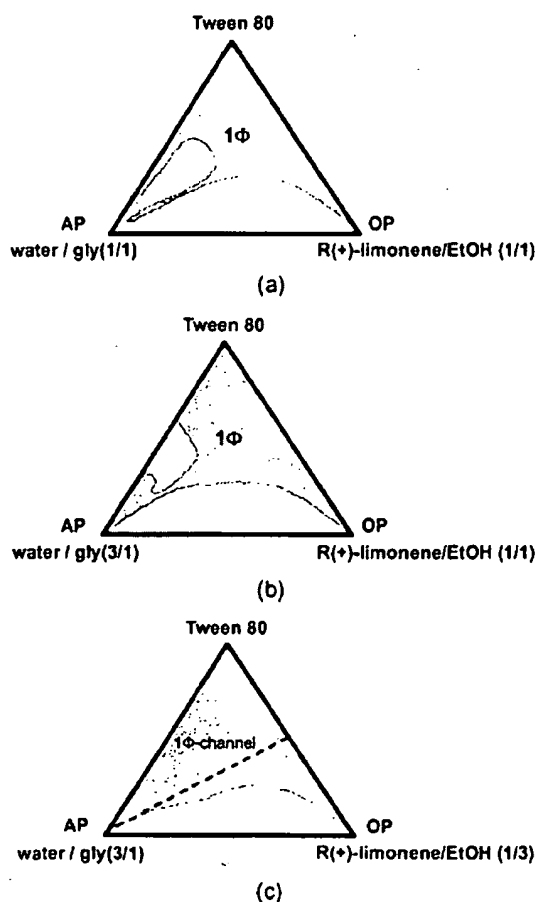 Tween 80
1Φ
AP
OP
water / gly(1/1)
R(+)-limonene/EtOH (1/1)
(a)
Tween 80
1Φ
AP
OP
water / gly(3/1)
R(+)-limonene/EtOH (1/1)
(b)
Tween 80
1Φ-channel
AP
OP
water / gly(3/1)
R(+)-limonene/EtOH (1/3)
(c)